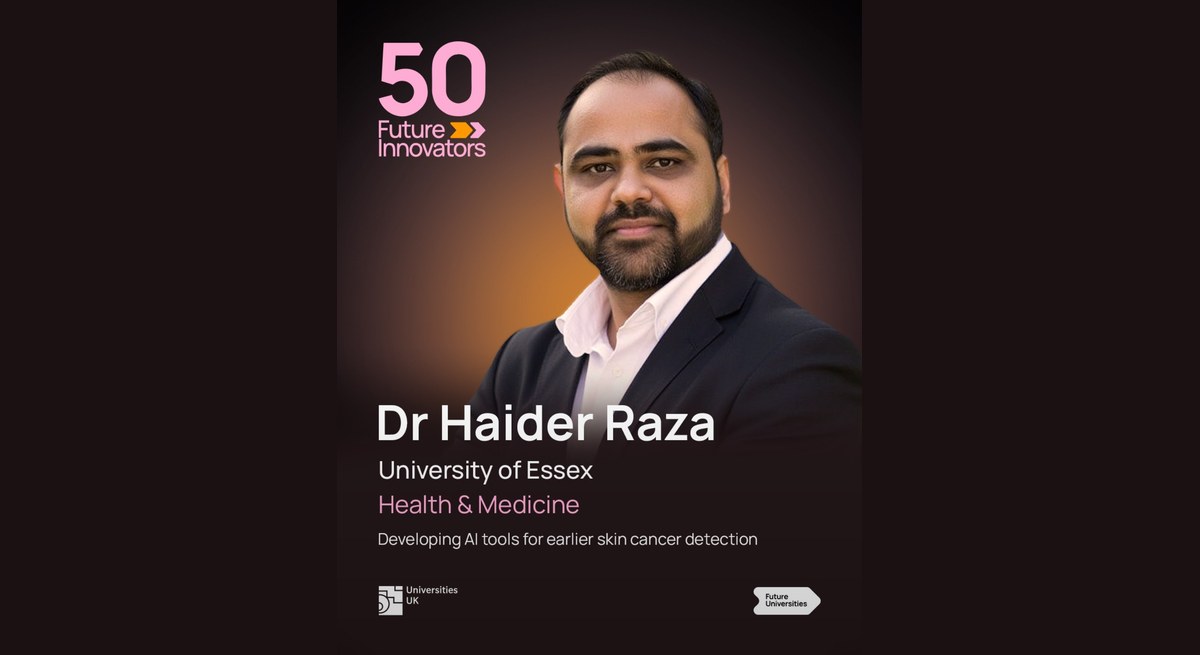 50
Future
Innovators
Dr Haider Raza
University of Essex
Health & Medicine
Developing AI tools for earlier skin cancer detection
Universities
UK
Future
Universities